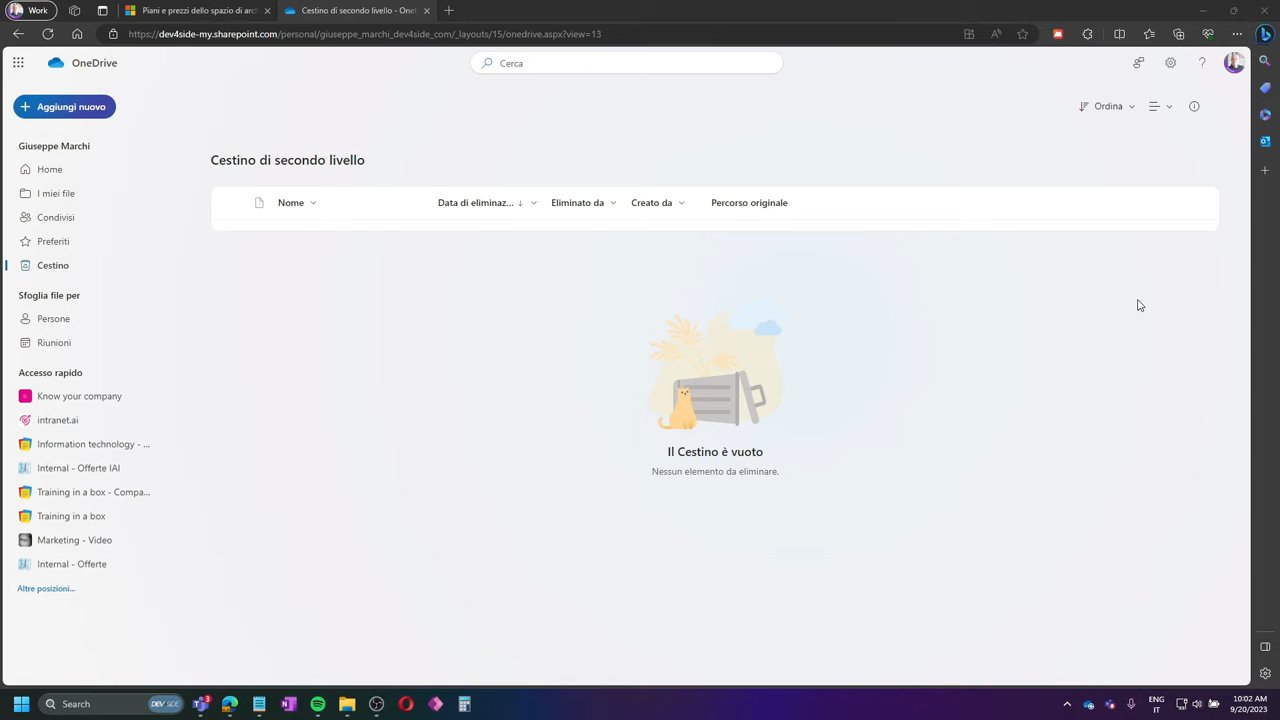 Work
Piani e prezzi dello spazio di arch
Cestino di secondo livello - One
https://dev4side-my.sharepoint.com/personal/giuseppe_marchi_dev4side_com/_layouts/15/onedrive.aspx?view=13
OneDrive
Cerca
Aggiungi nuovo
Ordina
Giuseppe Marchi
Home
I miei file
Condivisi
Preferiti
Cestino
Sfoglia file per
Persone
Riunioni
Accesso rapido
Know your company
intranet.ai
Information technology - ...
Internal - Offerte IAI
Training in a box - Compa...
Training in a box
Marketing - Video
Internal - Offerte
Altre posizioni...
Cestino di secondo livello
Nome
Data di eliminaz...
Eliminato da
Creato da
Percorso originale
Il Cestino è vuoto
Nessun elemento da eliminare.
Search
DEV SIDE
3
ENG
IT
10:02 AM
9/20/2023